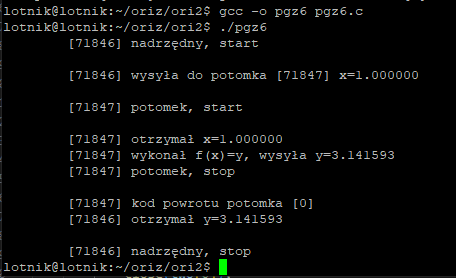 lotnik@lotnik:~/oriz/ori2$ gcc -o pgz6 pgz6.c
lotnik@lotnik:~/oriz/ori2$ ./pgz6
[71846] nadrzędny, start
[71846] wysyła do potomka [71847] x=1.000000
[71847] potomek, start
[71847] otrzymał x=1.000000
[71847] wykonał f(x)=y, wysyła y=3.141593
[71847] potomek, stop
[71847] kod powrotu potomka [0]
[71846] otrzymał y=3.141593
[71846] nadrzędny, stop
lotnik@lotnik:~/oriz/ori2$